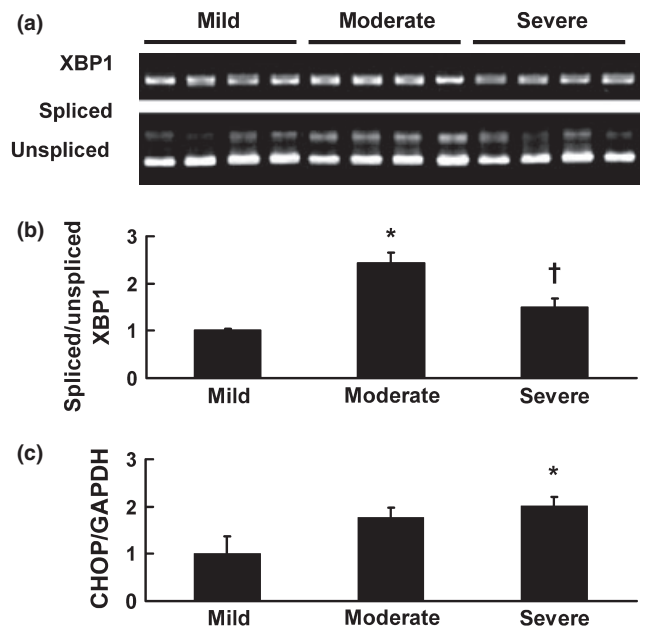 (a)
Mild Moderate Severe
XBP1
Spliced
Unspliced
(b)
Spliced/unspliced
XBP1
3
*
2
†
1
0
Mild Moderate Severe
(c)
CHOP/GAPDH
3
*
2
1
0
Mild Moderate Severe